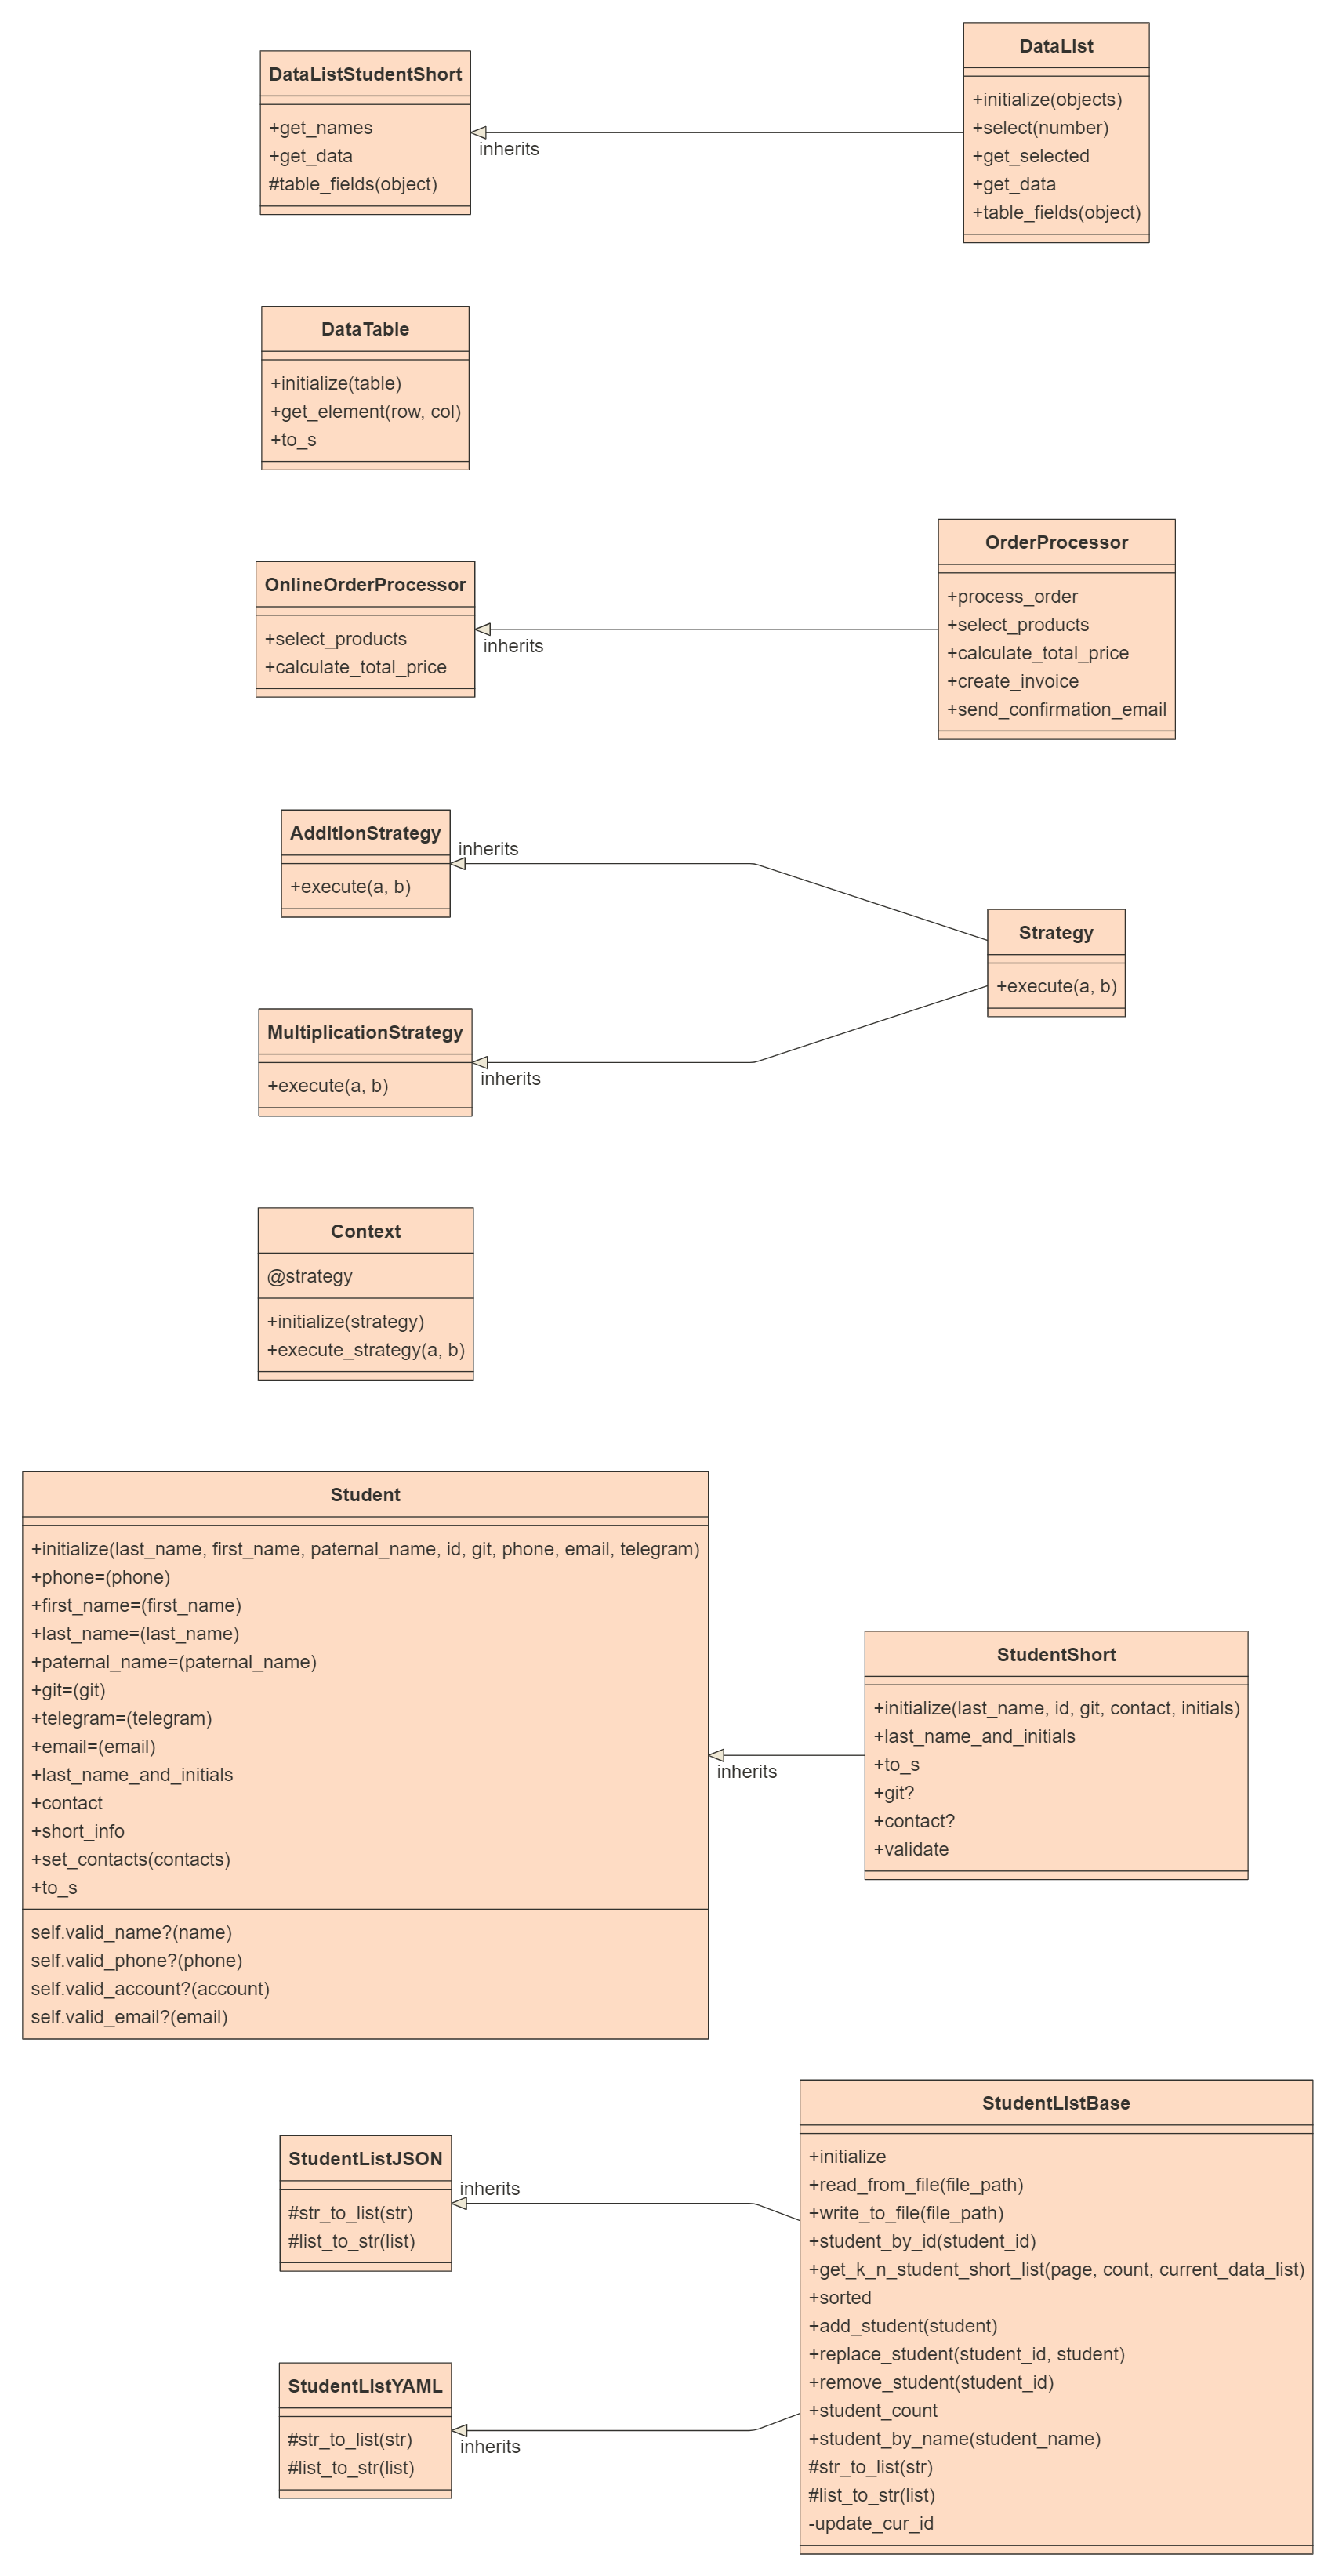 DataListStudentShort
+get_names
+get_data
#table_fields(object)
inherits
DataList
+initialize(objects)
+select(number)
+get_selected
+get_data
+table_fields(object)
DataTable
+initialize(table)
+get_element(row, col)
+to_s
OnlineOrderProcessor
+select_products
+calculate_total_price
inherits
OrderProcessor
+process_order
+select_products
+calculate_total_price
+create_invoice
+send_confirmation_email
AdditionStrategy
+execute(a, b)
inherits
Strategy
+execute(a, b)
MultiplicationStrategy
+execute(a, b)
inherits
Context
@strategy
+initialize(strategy)
+execute_strategy(a, b)
Student
+initialize(last_name, first_name, paternal_name, id, git, phone, email, telegram)
+phone=(phone)
+first_name=(first_name)
+last_name=(last_name)
+paternal_name=(paternal_name)
+git=(git)
+telegram=(telegram)
+email=(email)
+last_name_and_initials
+contact
+short_info
+set_contacts(contacts)
+to_s
self.valid_name?(name)
self.valid_phone?(phone)
self.valid_account?(account)
self.valid_email?(email)
inherits
StudentShort
+initialize(last_name, id, git, contact, initials)
+last_name_and_initials
+to_s
+git?
+contact?
+validate
StudentListJSON
#str_to_list(str)
#list_to_str(list)
inherits
StudentListYAML
#str_to_list(str)
#list_to_str(list)
inherits
StudentListBase
+initialize
+read_from_file(file_path)
+write_to_file(file_path)
+student_by_id(student_id)
+get_k_n_student_short_list(page, count, current_data_list)
+sorted
+add_student(student)
+replace_student(student_id, student)
+remove_student(student_id)
+student_count
+student_by_name(student_name)
#str_to_list(str)
#list_to_str(list)
-update_cur_id